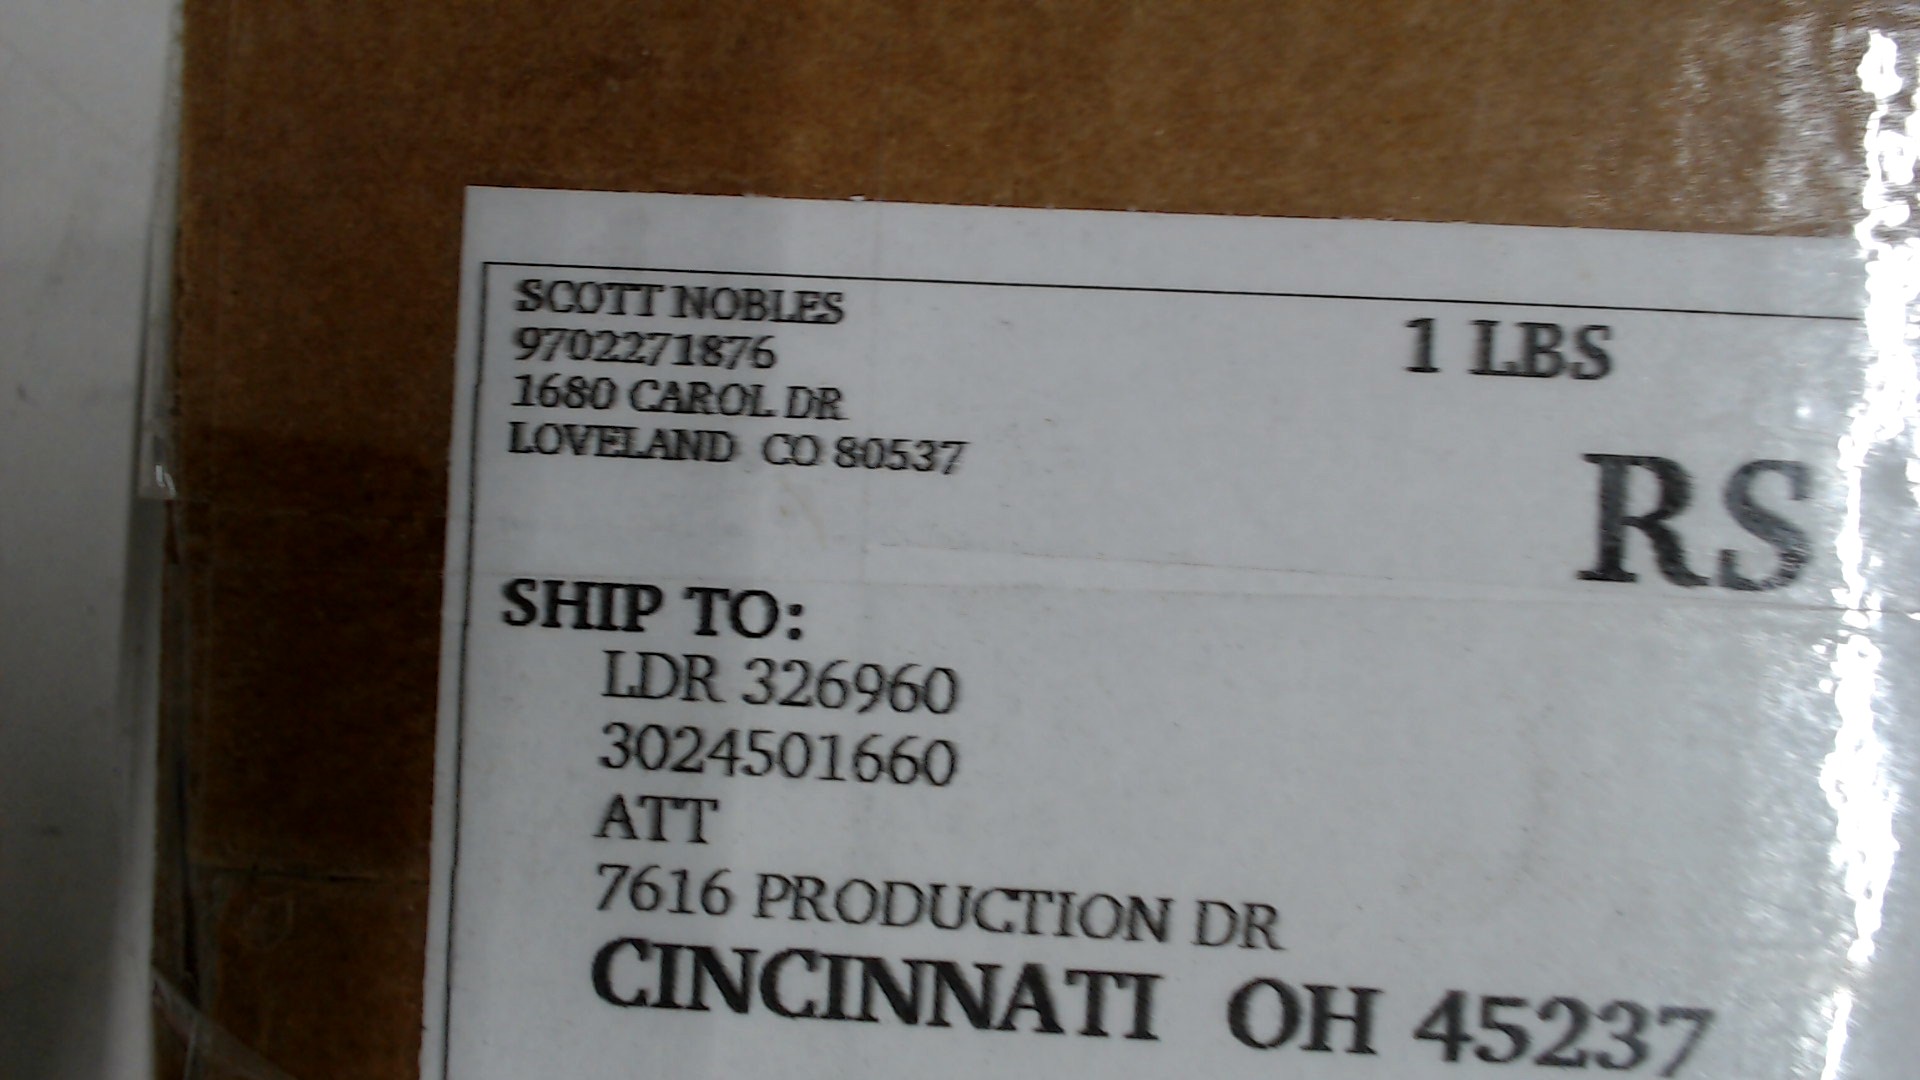 SCOTT NOBLES
9702271876
1680 CAROL DR
LOVELAND CO 80537
1 LBS
RS
SHIP TO:
LDR 326960
3024501660
ATT
7616 PRODUCTION DR
CINCINNATI OH 45237